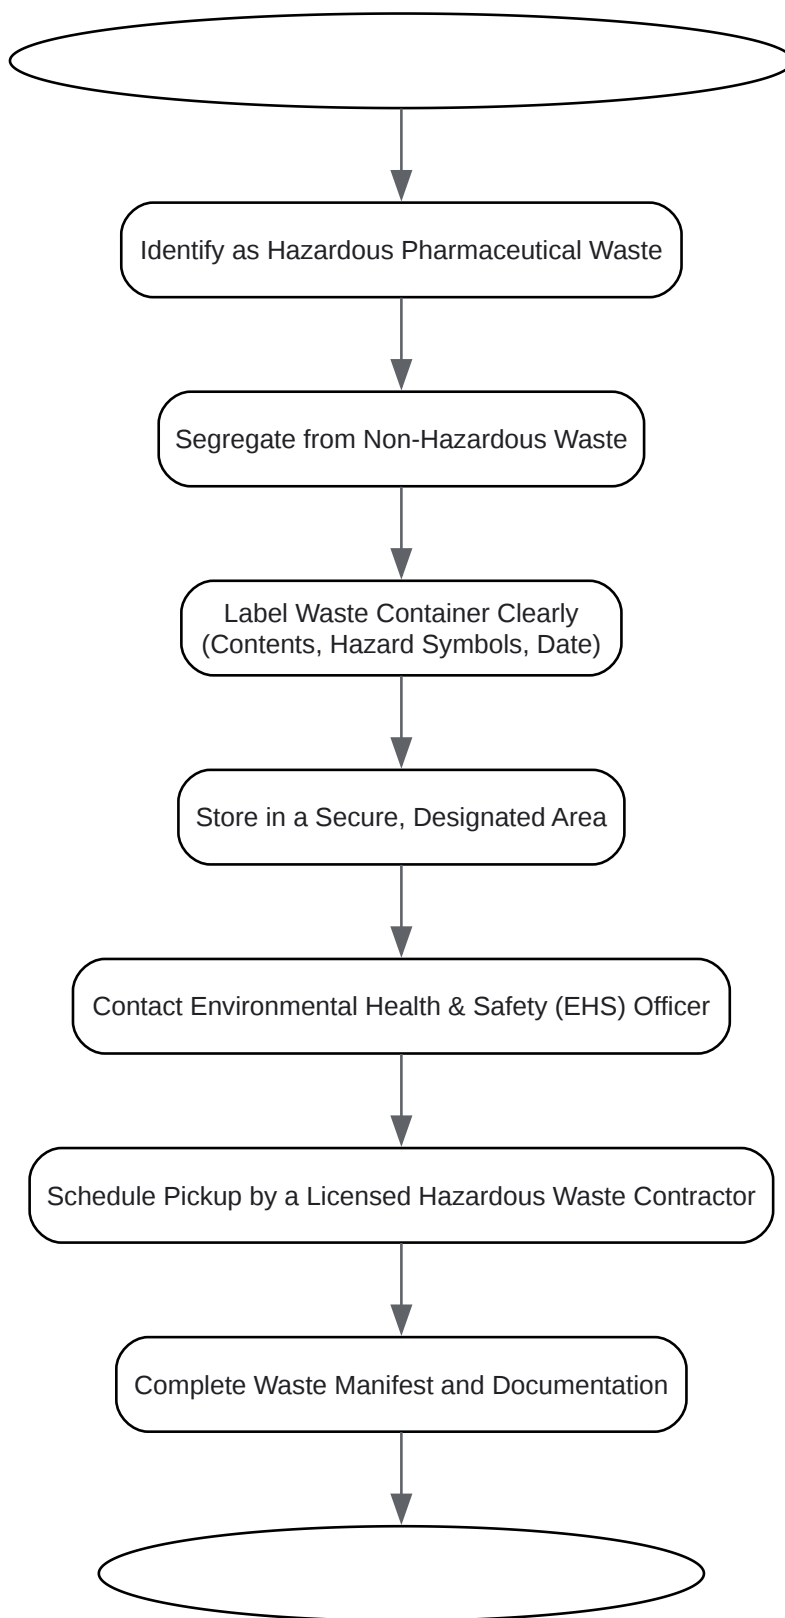 Identify as Hazardous Pharmaceutical Waste
Segregate from Non-Hazardous Waste
Label Waste Container Clearly
(Contents, Hazard Symbols, Date)
Store in a Secure, Designated Area
Contact Environmental Health & Safety (EHS) Officer
Schedule Pickup by a Licensed Hazardous Waste Contractor
Complete Waste Manifest and Documentation